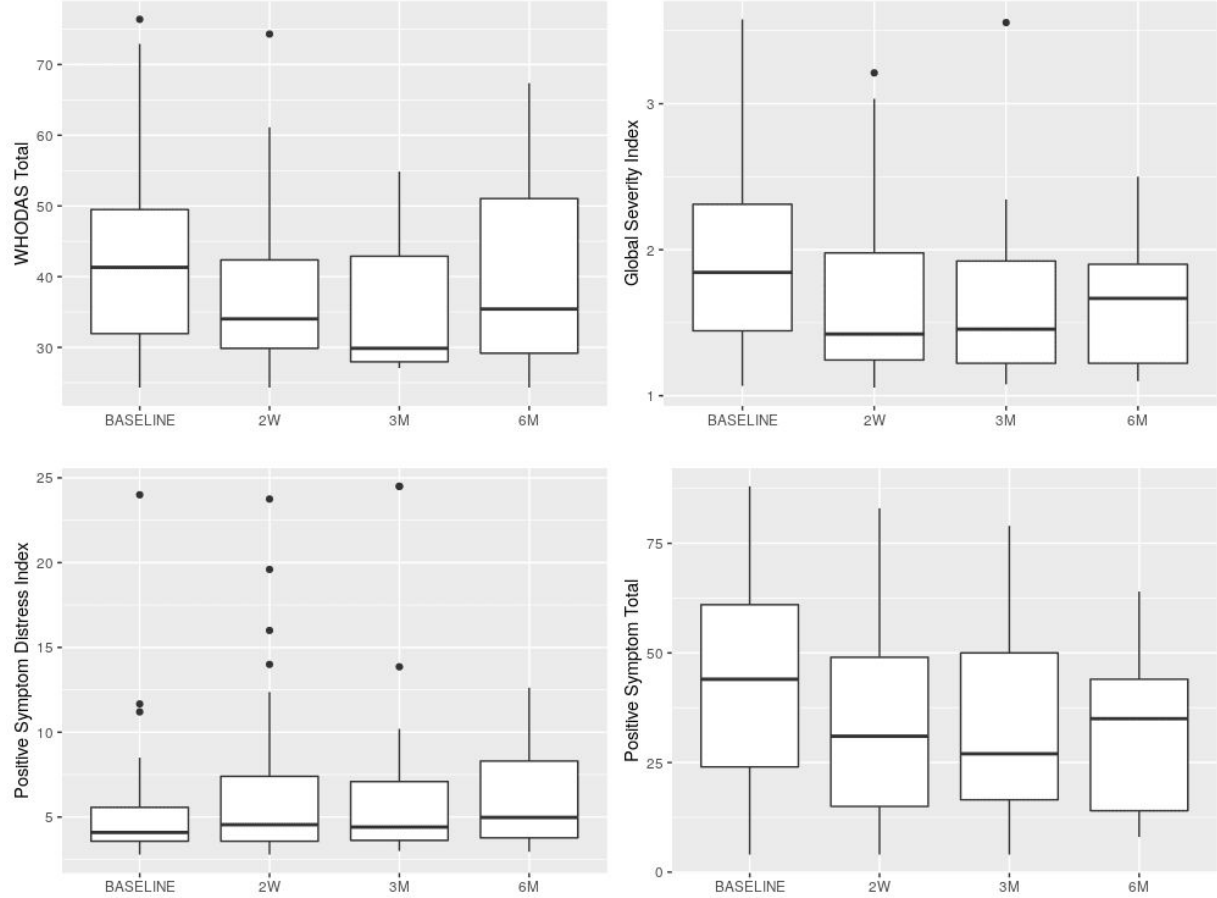 WHODAS Total
70
60
50
40
30
BASELINE 2W 3M 6M
Global Severity Index
3
2
1
BASELINE 2W 3M 6M
Positive Symptom Distress Index
25
20
15
10
5
BASELINE 2W 3M 6M
Positive Symptom Total
75
50
25
0
BASELINE 2W 3M 6M